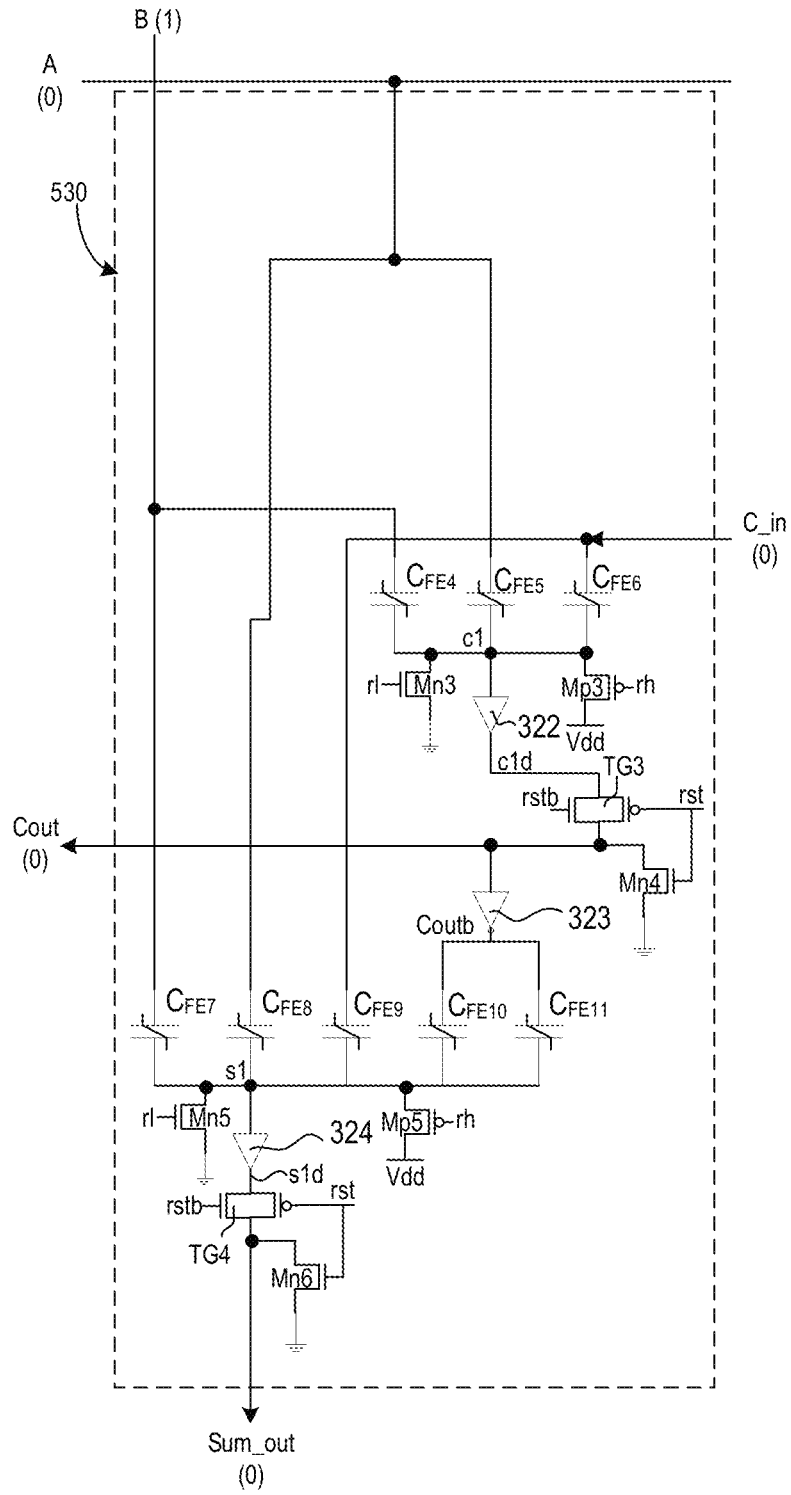 B (1)
A
(0)
530
C_in
(0)
CFE4
CFE5
CFE6
c1
rl
Mn3
Mp3
rh
322
Vdd
c1d
TG3
rstb
rst
Cout
(0)
Mn4
323
Coutb
CFE7
CFE8
CFE9
CFE10
CFE11
s1
rl
Mn5
324
Mp5
rh
Vdd
s1d
rstb
rst
TG4
Mn6
Sum_out
(0)